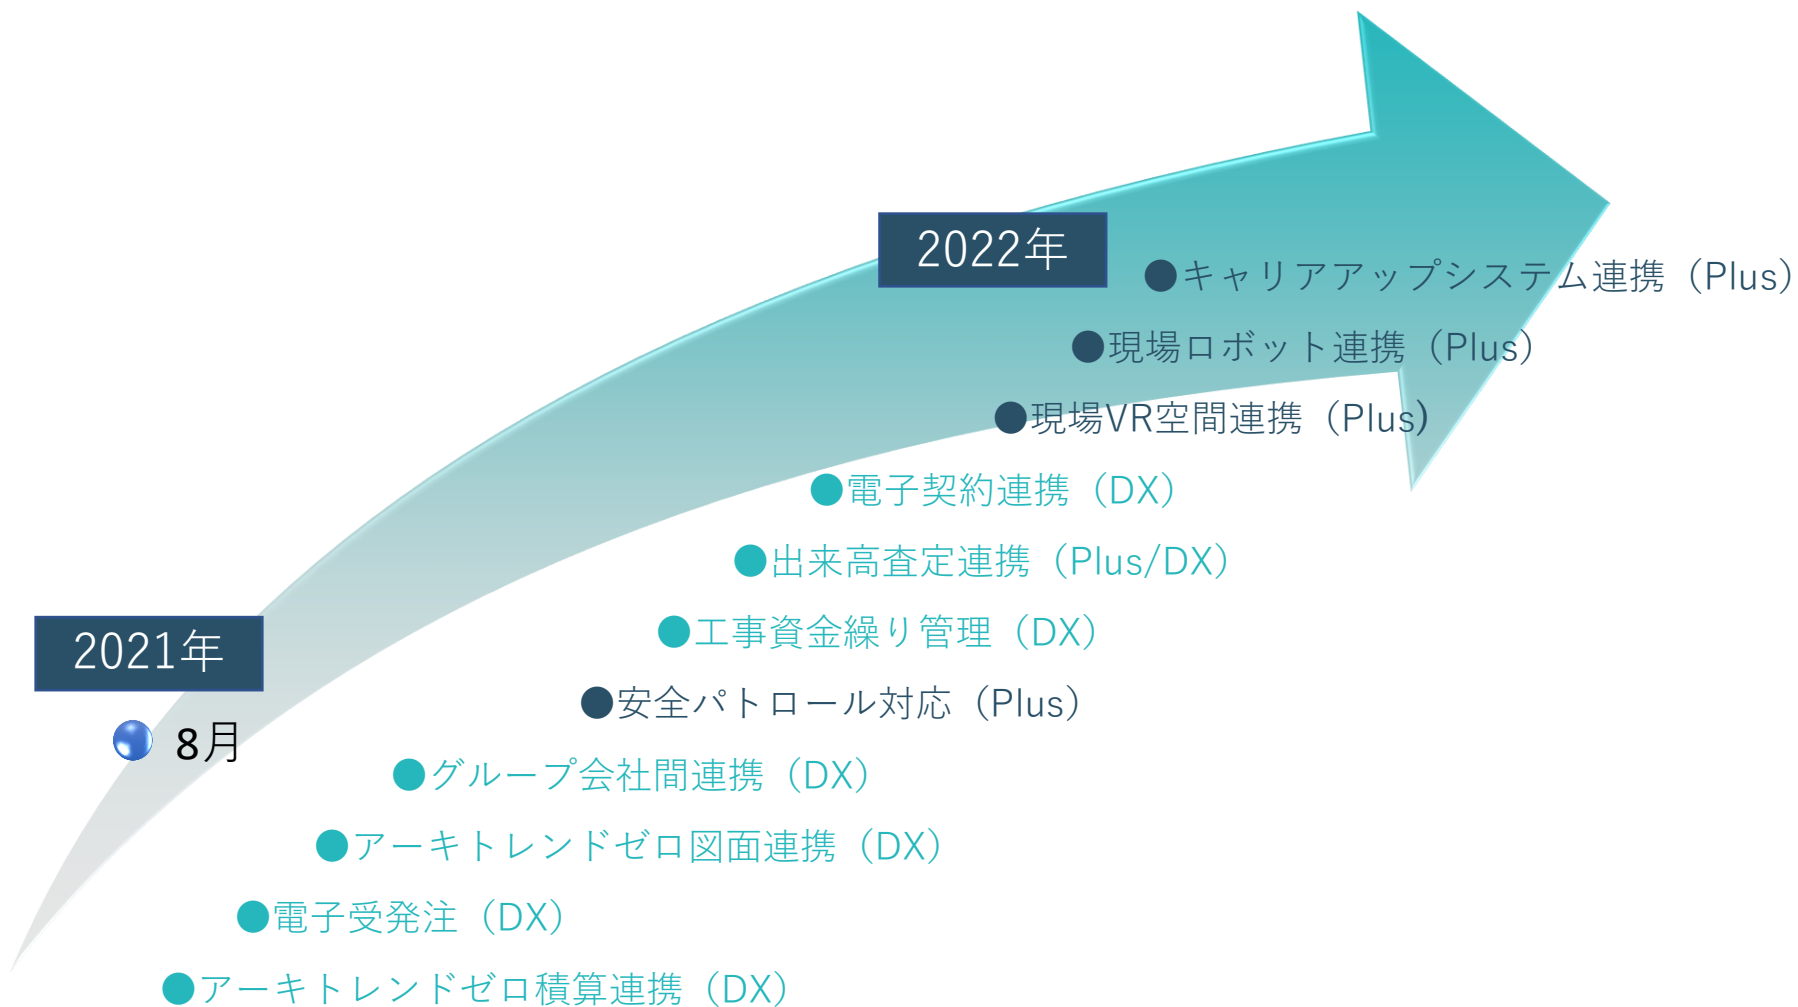 2022年
●キャリアアップシステム連携（Plus）
●現場ロボット連携（Plus）
●現場VR空間連携（Plus)
●電子契約連携（DX）
●出来高査定連携（Plus/DX）
2021年
●工事資金繰り管理（DX）
●安全パトロール対応（Plus）
8月
●グループ会社間連携（DX）
●アーキトレンドゼロ図面連携（DX）
●電子受発注（DX）
●アーキトレンドゼロ積算連携（DX）